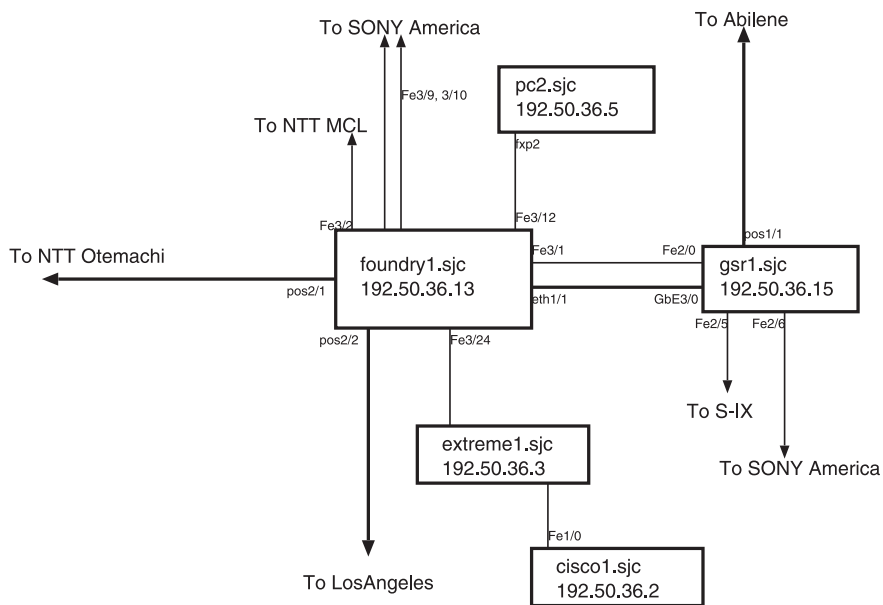 To Abilene
To SONY America
pc2.sjc
192.50.36.5
Fe3/9, 3/10
To NTT MCL
fxp2
Fe3/2
Fe3/12
pos1/1
To NTT Otemachi
Fe3/1
Fe2/0
foundry1.sjc
192.50.36.13
gsr1.sjc
192.50.36.15
pos2/1
eth1/1
GbE3/0
pos2/2
Fe3/24
Fe2/5
Fe2/6
To S-IX
extreme1.sjc
192.50.36.3
To SONY America
Fe1/0
To LosAngeles
cisco1.sjc
192.50.36.2